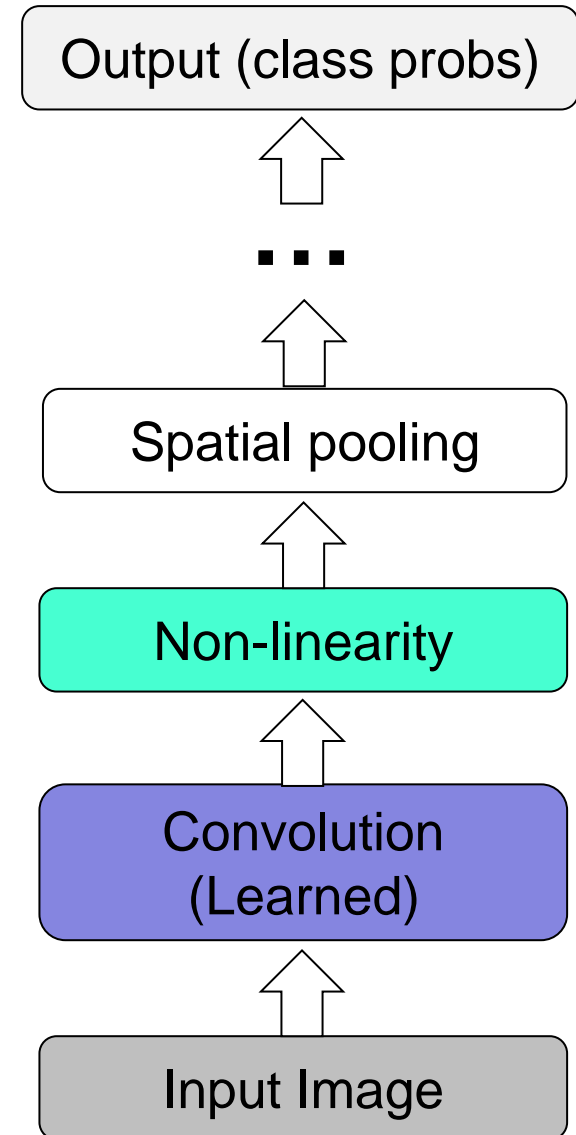 Output (class probs)
...
Spatial pooling
Non-linearity
Convolution
(Learned)
Input Image